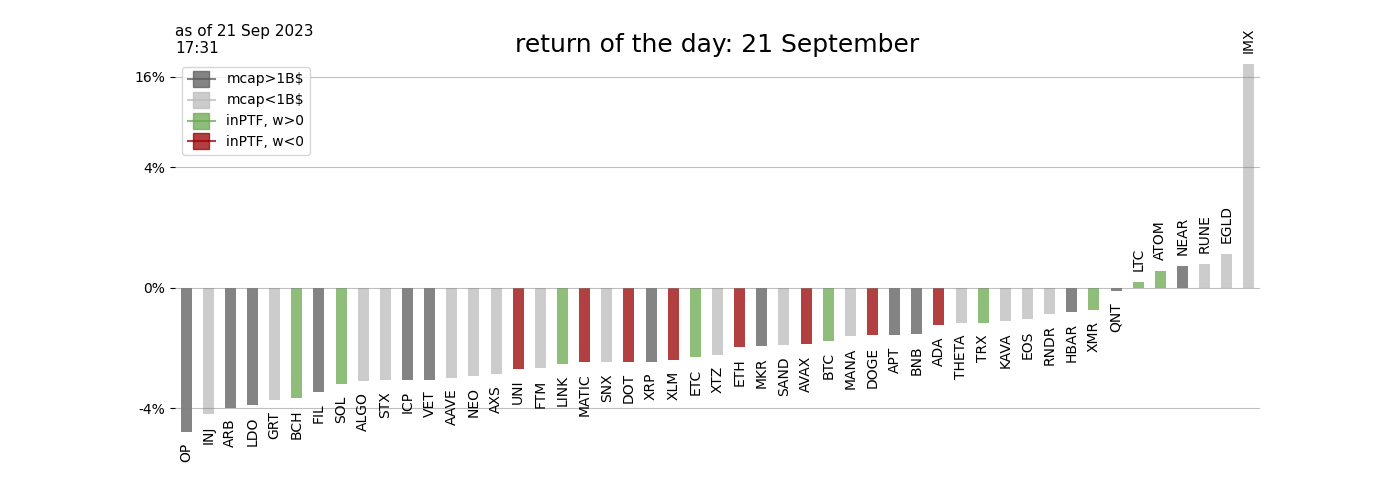 as of 21 Sep 2023
17:31
return of the day: 21 September
mcap>1B$
mcap<1B$
inPTF, w>0
inPTF, w<0
16%
4%
0%
-4%
OP
INJ
ARB
LDO
GRT
BCH
FIL
SOL
ALGO
STX
ICP
VET
AAVE
NEO
AXS
UNI
FTM
LINK
MATIC
SNX
DOT
XRP
XLM
ETC
XTZ
ETH
MKR
SAND
AVAX
BTC
MANA
DOGE
APT
BNB
ADA
THETA
TRX
KAVA
EOS
RNDR
HBAR
XMR
QNT
LTC
ATOM
NEAR
RUNE
EGLD
IMX